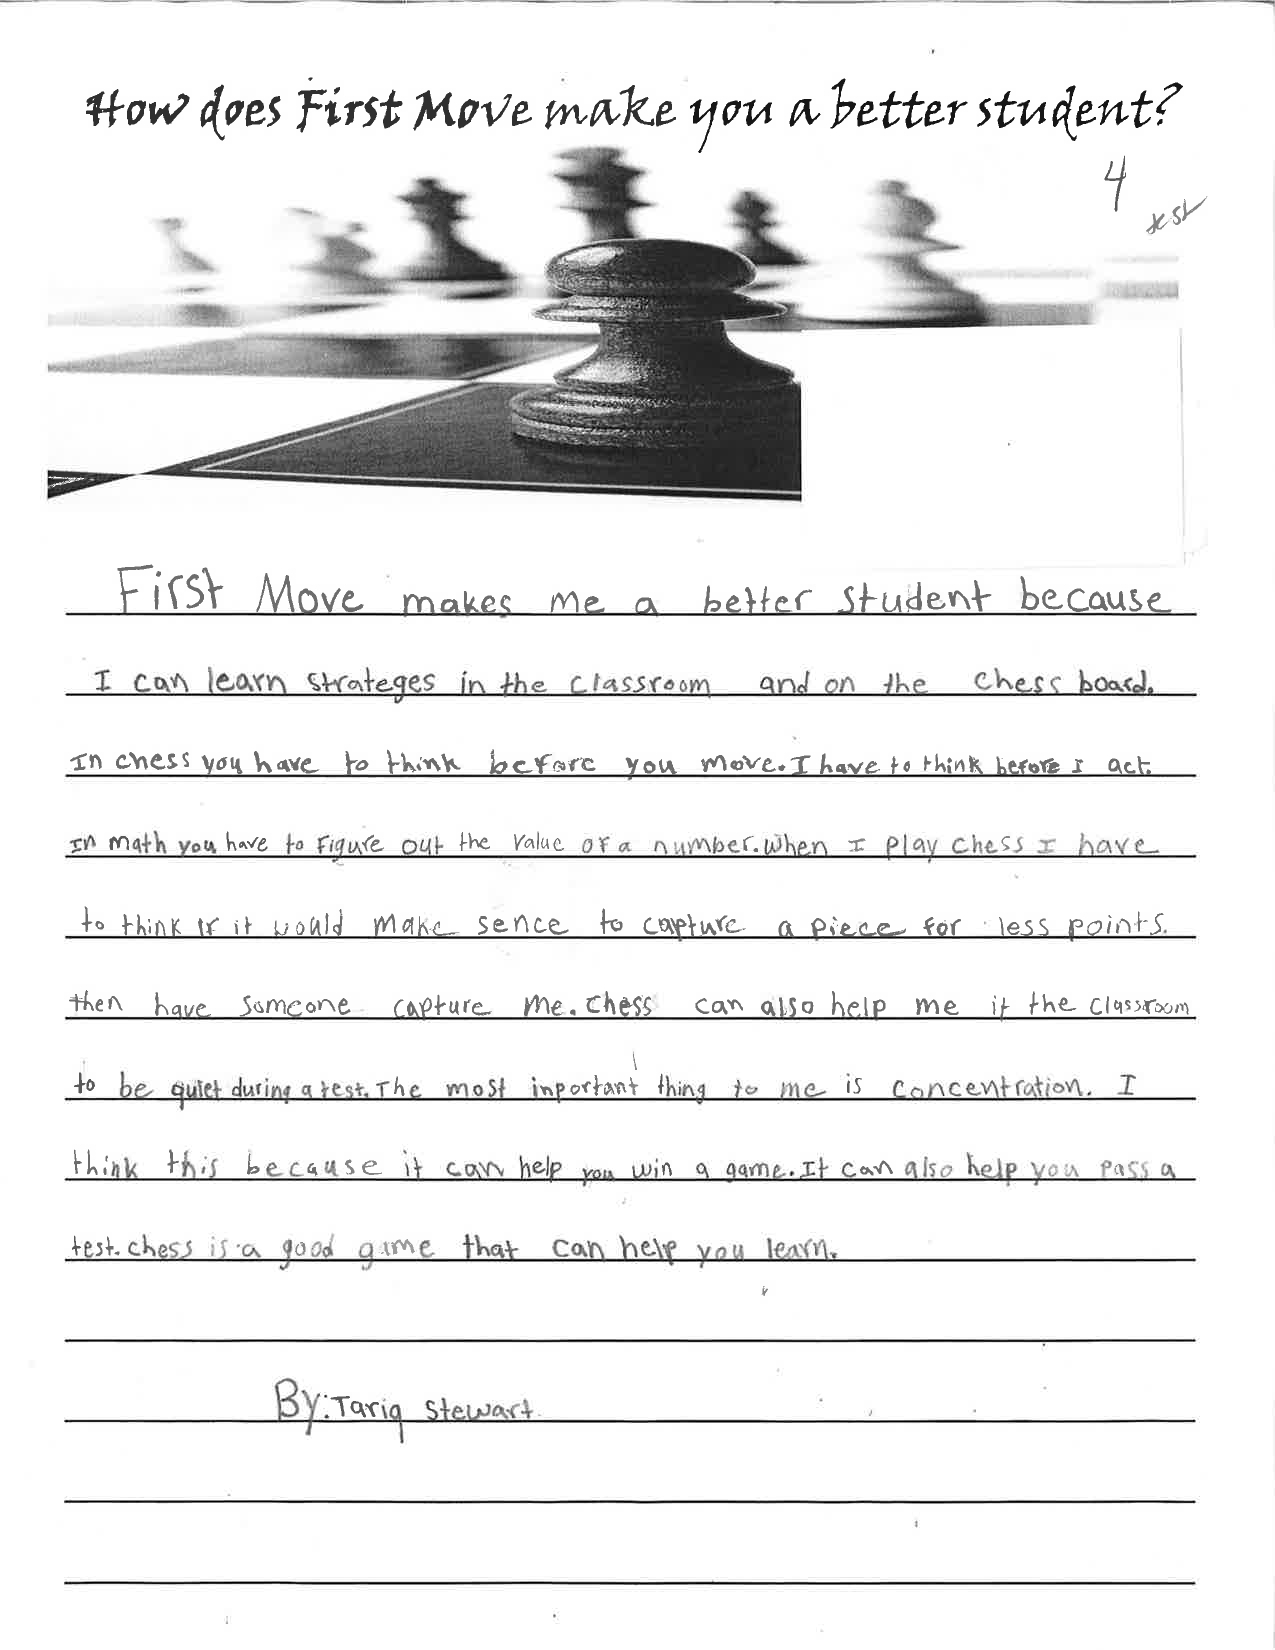 How does First Move make you a better student?
4
First Move makes me a better student because
I can learn strateges in the classroom and on the chess board.
In chess you have to think before you move. I have to think before I act.
In math you have to Figure out the value of a number. When I play chess I have
to think if it would make sence to capture a piece for less points.
then have someone capture me. Chess can also help me if the classroom
to be quiet during a test. The most inportant thing to me is concentration. I
think this because it can help you win a game. It can also help you pass a
test. chess is a good game that can help you learn.
By: Tariq Stewart